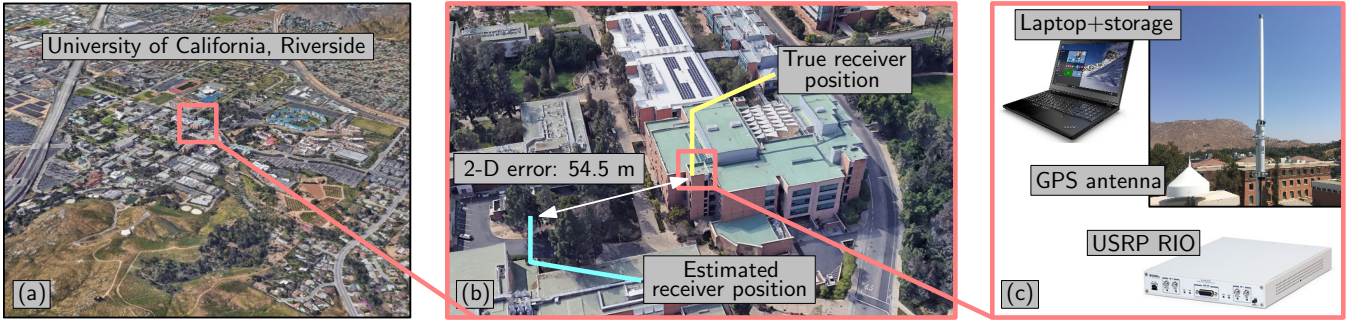 University of California, Riverside
(a)
True receiver
position
2-D error: 54.5 m
Estimated
receiver position
(b)
Laptop+storage
GPS antenna
USRP RIO
(c)